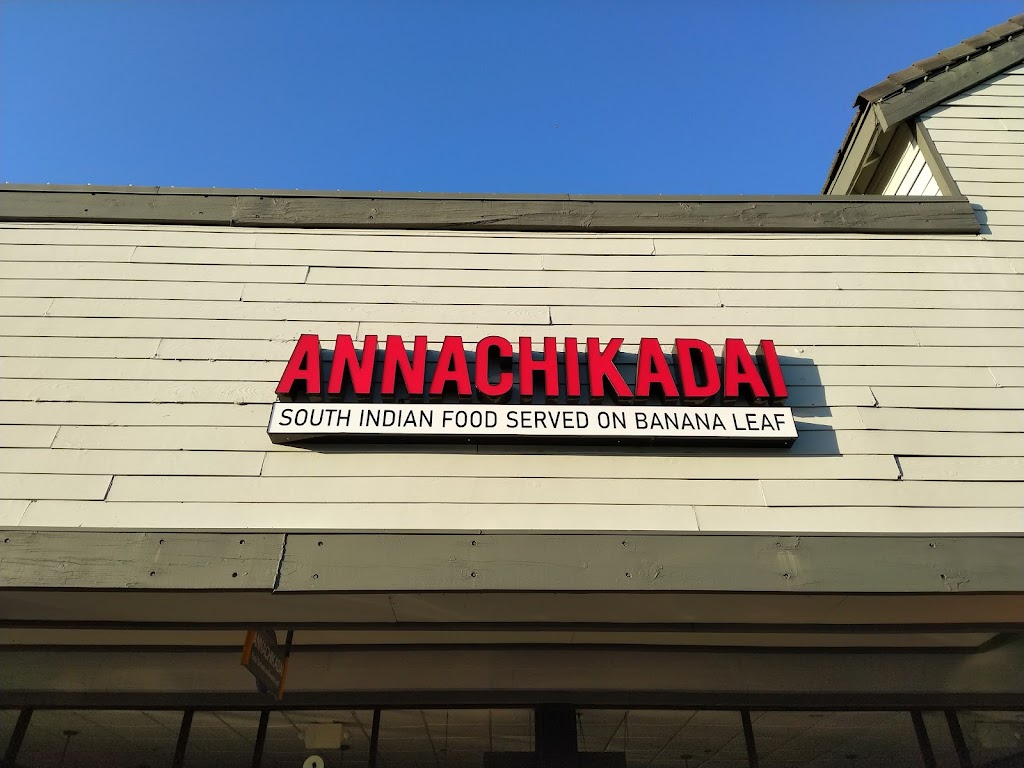 ANNACHIKADAI
SOUTH INDIAN FOOD SERVED ON BANANA LEAF